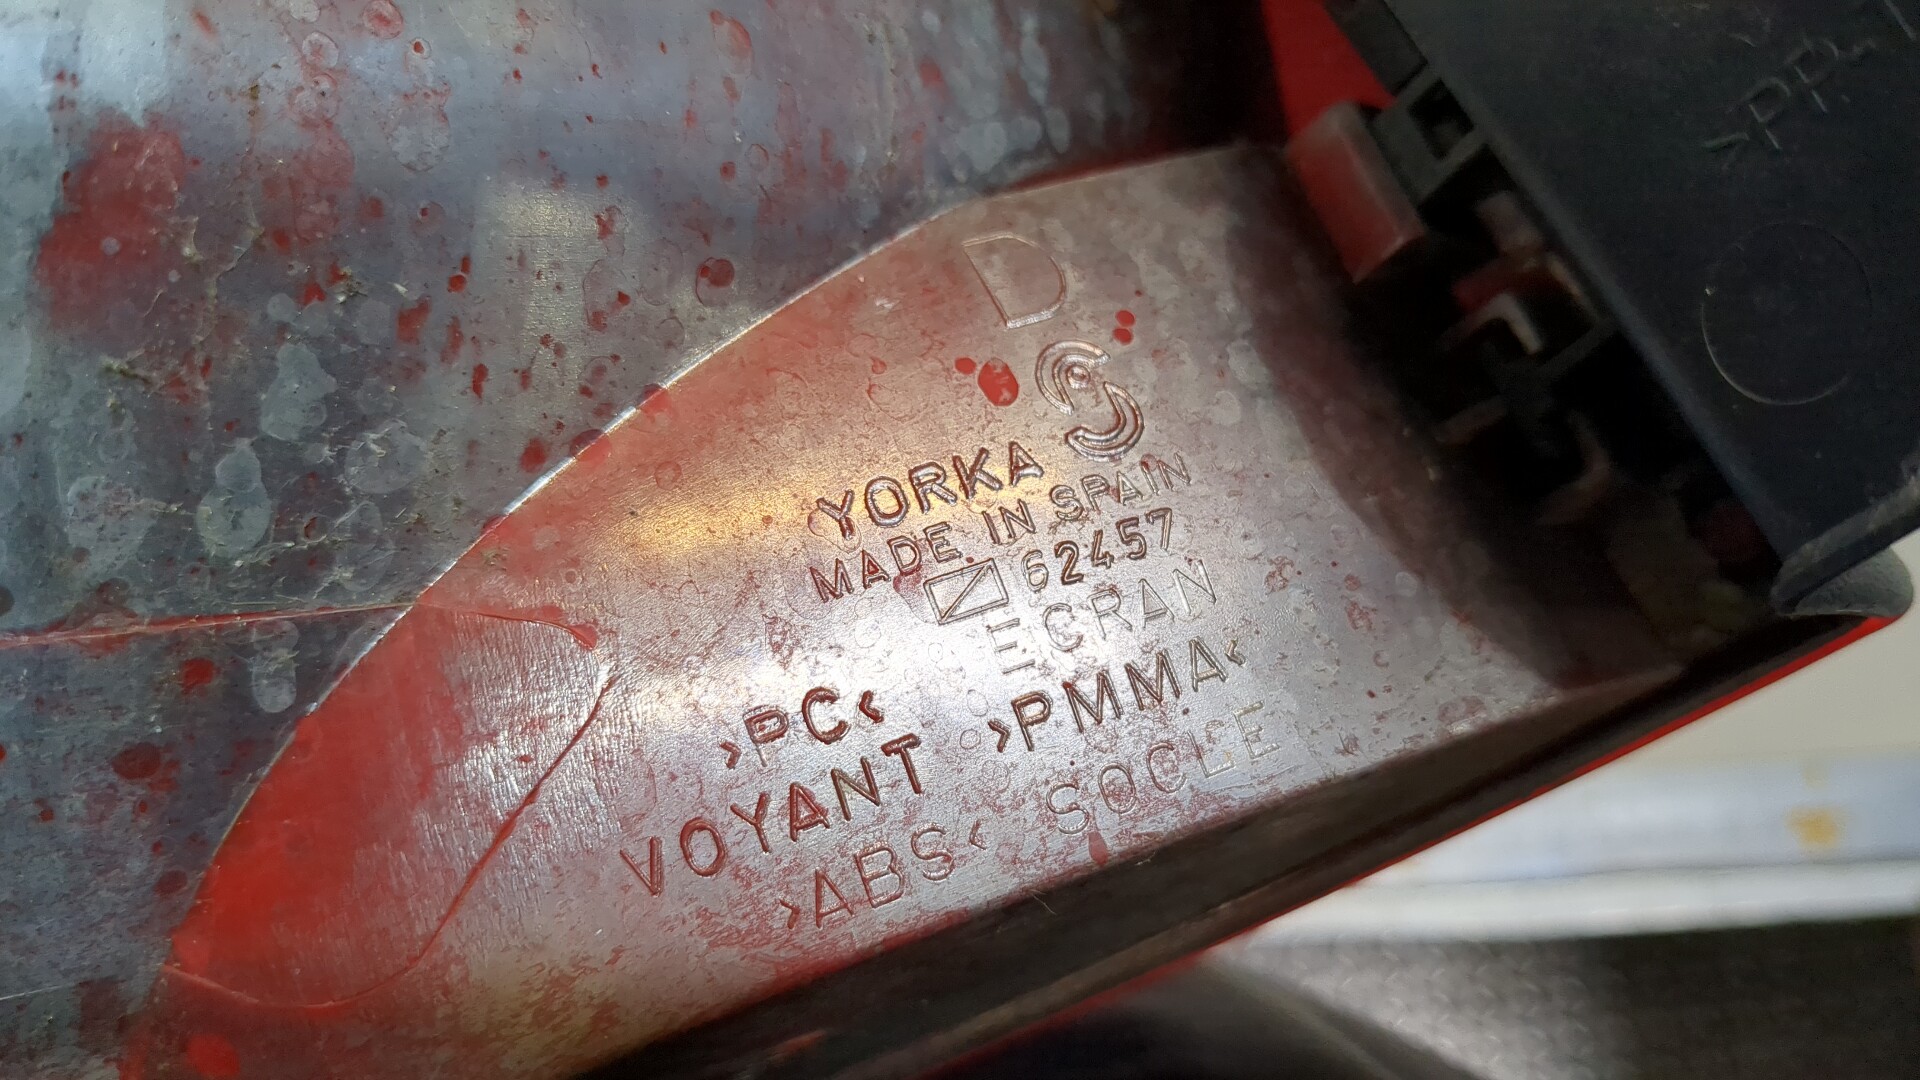 >PP<
D
YORKA
MADE IN SPAIN
62457
ECRAN
>PC< >PMMA<
VOYANT SOCLE
>ABS<